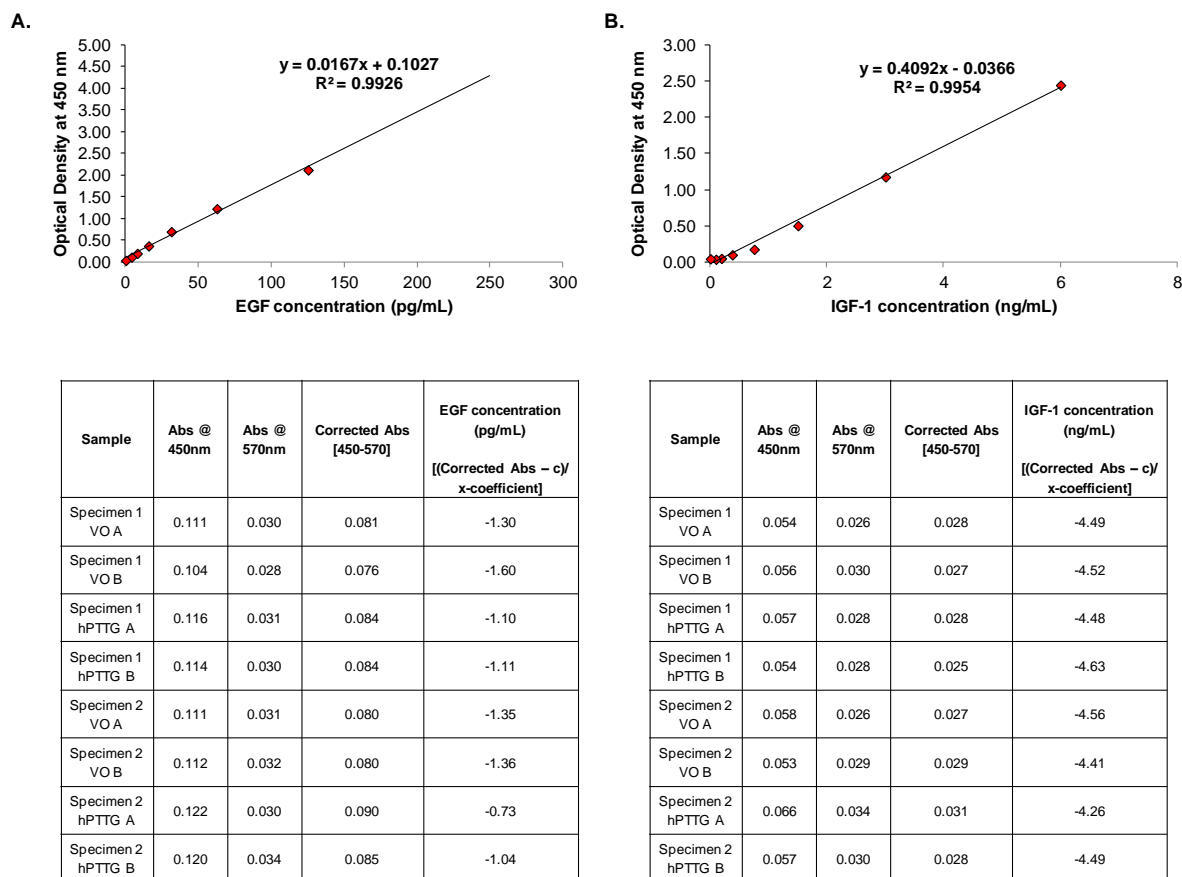 A.
5.00
4.50
4.00
3.50
3.00
2.50
2.00
1.50
1.00
0.50
0.00
Optical Density at 450 nm
y = 0.0167x + 0.1027
R² = 0.9926
0 50 100 150 200 250 300
EGF concentration (pg/mL)
B.
3.00
2.50
2.00
1.50
1.00
0.50
0.00
Optical Density at 450 nm
y = 0.4092x - 0.0366
R² = 0.9954
0 2 4 6 8
IGF-1 concentration (ng/mL)
Sample Abs @ 450nm Abs @ 570nm Corrected Abs [450-570] EGF concentration (pg/mL) [(Corrected Abs – c)/ x-coefficient]
Specimen 1 VO A 0.111 0.030 0.081 -1.30
Specimen 1 VO B 0.104 0.028 0.076 -1.60
Specimen 1 hPTTG A 0.116 0.031 0.084 -1.10
Specimen 1 hPTTG B 0.114 0.030 0.084 -1.11
Specimen 2 VO A 0.111 0.031 0.080 -1.35
Specimen 2 VO B 0.112 0.032 0.080 -1.36
Specimen 2 hPTTG A 0.122 0.030 0.090 -0.73
Specimen 2 hPTTG B 0.120 0.034 0.085 -1.04
Sample Abs @ 450nm Abs @ 570nm Corrected Abs [450-570] IGF-1 concentration (ng/mL) [(Corrected Abs – c)/ x-coefficient]
Specimen 1 VO A 0.054 0.026 0.028 -4.49
Specimen 1 VO B 0.056 0.030 0.027 -4.52
Specimen 1 hPTTG A 0.057 0.028 0.028 -4.48
Specimen 1 hPTTG B 0.054 0.028 0.025 -4.63
Specimen 2 VO A 0.058 0.026 0.027 -4.56
Specimen 2 VO B 0.053 0.029 0.029 -4.41
Specimen 2 hPTTG A 0.066 0.034 0.031 -4.26
Specimen 2 hPTTG B 0.057 0.030 0.028 -4.49